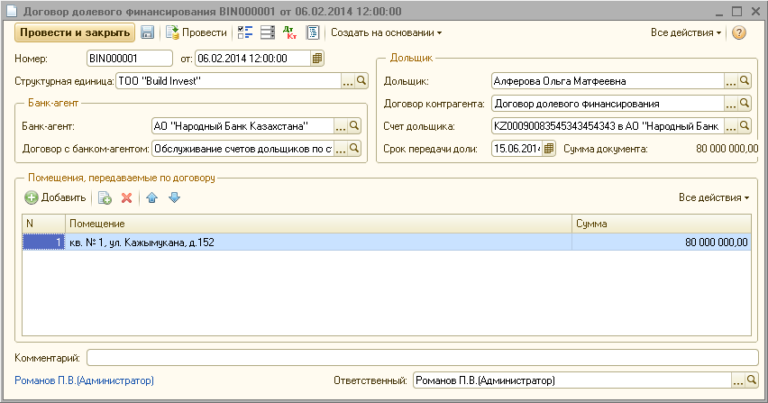 Договор долевого финансирования BIN000001 от 06.02.2014 12:00:00
Провести и закрыть Провести Дт Кт Создать на основании Все действия
Номер: BIN000001 от: 06.02.2014 12:00:00
Структурная единица: ТОО "Build Invest"
Банк-агент
Банк-агент: АО "Народный Банк Казахстана"
Договор с банком-агентом: Обслуживание счетов дольщиков по
Дольщик
Дольщик: Алферова Ольга Матфеевна
Договор контрагента: Договор долевого финансирования
Счет дольщика: KZ00090083545343454343 в АО "Народный Банк
Срок передачи доли: 15.06.201 Сумма документа: 80 000 000,00
Помещения, передаваемые по договору
Добавить Все действия
N Помещение Сумма
1 кв. № 1, ул. Кажымукана, д.152 80 000 000,00
Комментарий:
Романов П.В.(Администратор) Ответственный: Романов П.В.(Администратор)